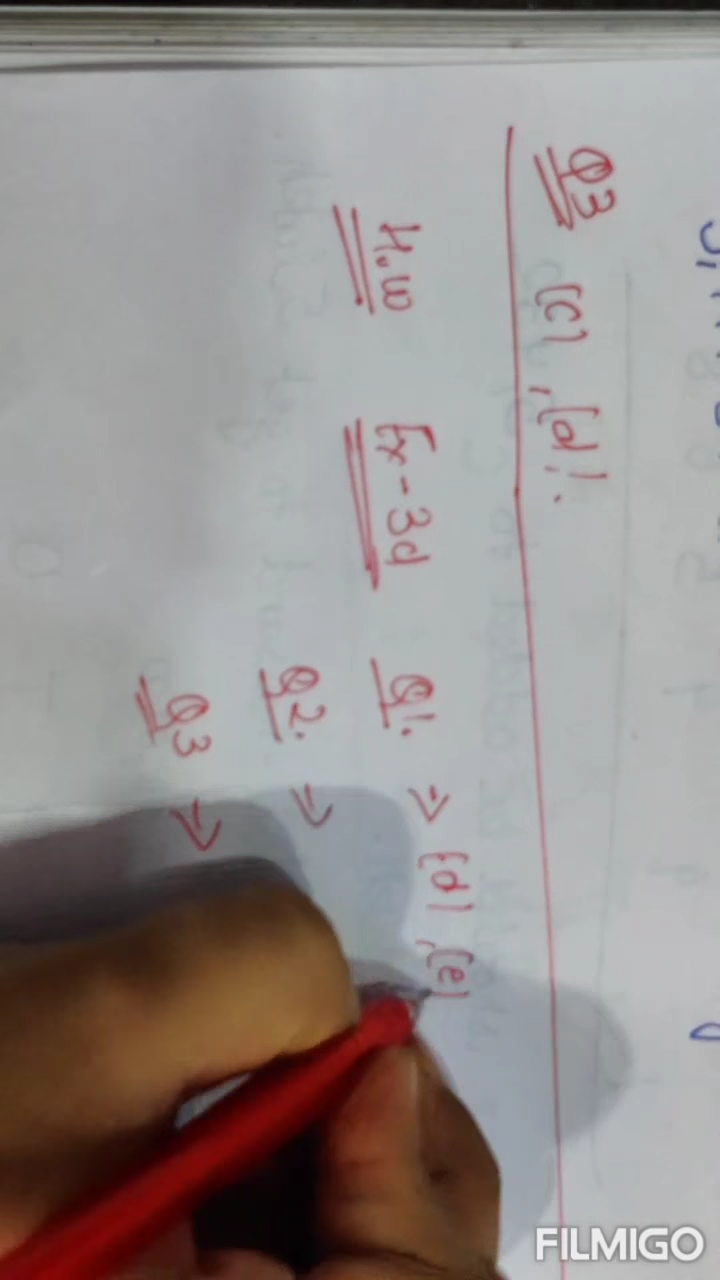 Q3 (c), (d).
H.w Ex-3d Q1. ⇒ (d), (e)
Q2. ⇒
Q3 ⇒
FILMIGO